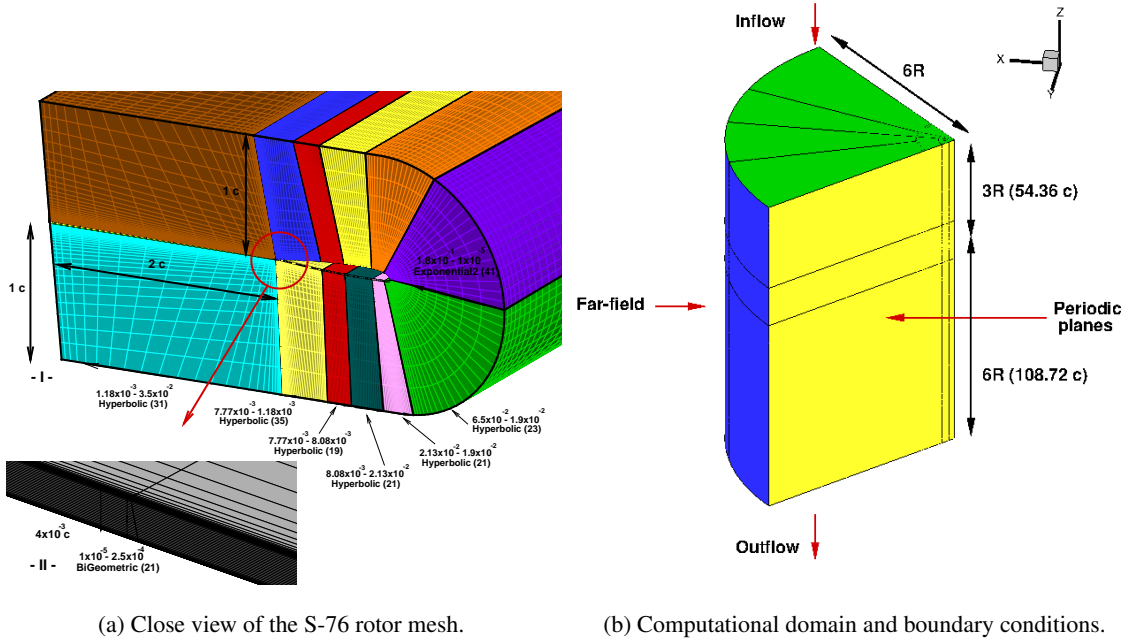 1 c
2 c
1 c
- I -
1.6x10⁻¹ - 1x10⁻⁵
Exponential2 (41)
1.18x10⁻³ - 3.5x10⁻²
Hyperbolic (31)
7.77x10⁻³ - 1.18x10⁻³
Hyperbolic (35)
7.77x10⁻³ - 8.08x10⁻³
Hyperbolic (19)
8.08x10⁻³ - 2.13x10⁻²
Hyperbolic (21)
2.13x10⁻² - 1.9x10⁻²
Hyperbolic (21)
6.5x10⁻² - 1.9x10⁻²
Hyperbolic (23)
4x10⁻³ c
- II -
1x10⁻⁵ - 2.5x10⁻⁴
BiGeometric (21)
(a) Close view of the S-76 rotor mesh.
Inflow
6R
Z
X
Y
3R (54.36 c)
Far-field
Periodic
planes
6R (108.72 c)
Outflow
(b) Computational domain and boundary conditions.